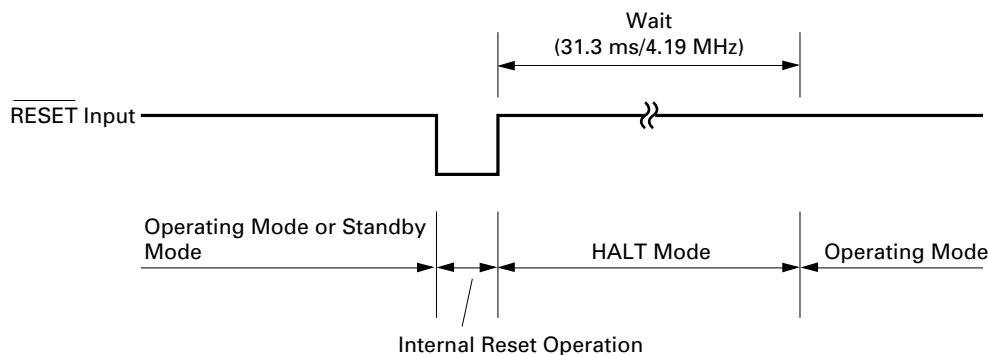 Wait
(31.3 ms/4.19 MHz)
RESET Input
Operating Mode or Standby
Mode
HALT Mode
Operating Mode
Internal Reset Operation